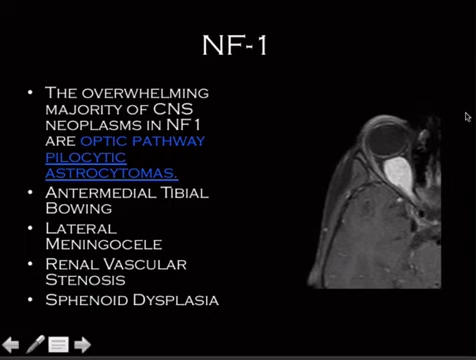 NF-1
• The overwhelming
majority of CNS
neoplasms in NF1
are optic pathway
pilocytic
astrocytomas.
• Antermedial Tibial
Bowing
• Lateral
Meningocele
• Renal Vascular
Stenosis
• Sphenoid Dysplasia